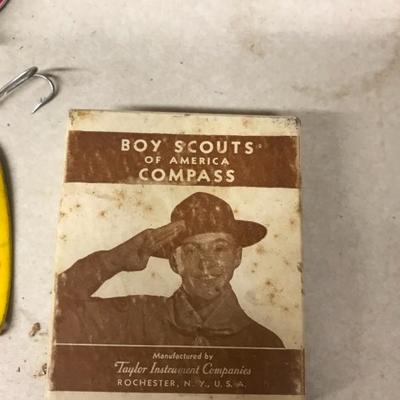 BOY SCOUTS
OF AMERICA
COMPASS
Manufactured by
Taylor Instrument Companies
ROCHESTER, N. Y., U. S. A.